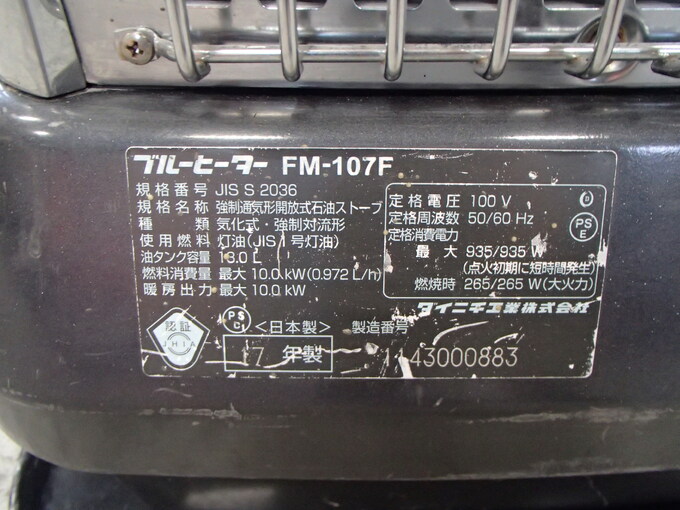 ブルーヒーター FM-107F
規格番号 JIS S 2036
規格名称 強制通気形開放式石油ストーブ
種類 気化式・強制対流形
使用燃料 灯油(JIS1号灯油)
油タンク容量 13.0 L
燃料消費量 最大 10.0 kW(0.972 L/h)
暖房出力 最大 10.0 kW
定格電圧 100 V
定格周波数 50/60 Hz
定格消費電力
最大 935/935 W
(点火初期に短時間発生)
燃焼時 265/265 W(大火力)
PS
E
ダイニチ工業株式会社
認証
JHIA
PS
C
<日本製> 製造番号
17 年製
1143000883